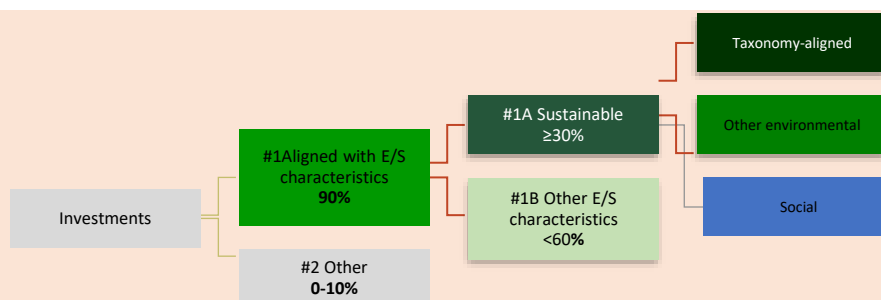 Taxonomy-aligned
#1A Sustainable
≥30%
Other environmental
#1Aligned with E/S
characteristics
90%
#1B Other E/S
characteristics
<60%
Social
Investments
#2 Other
0-10%